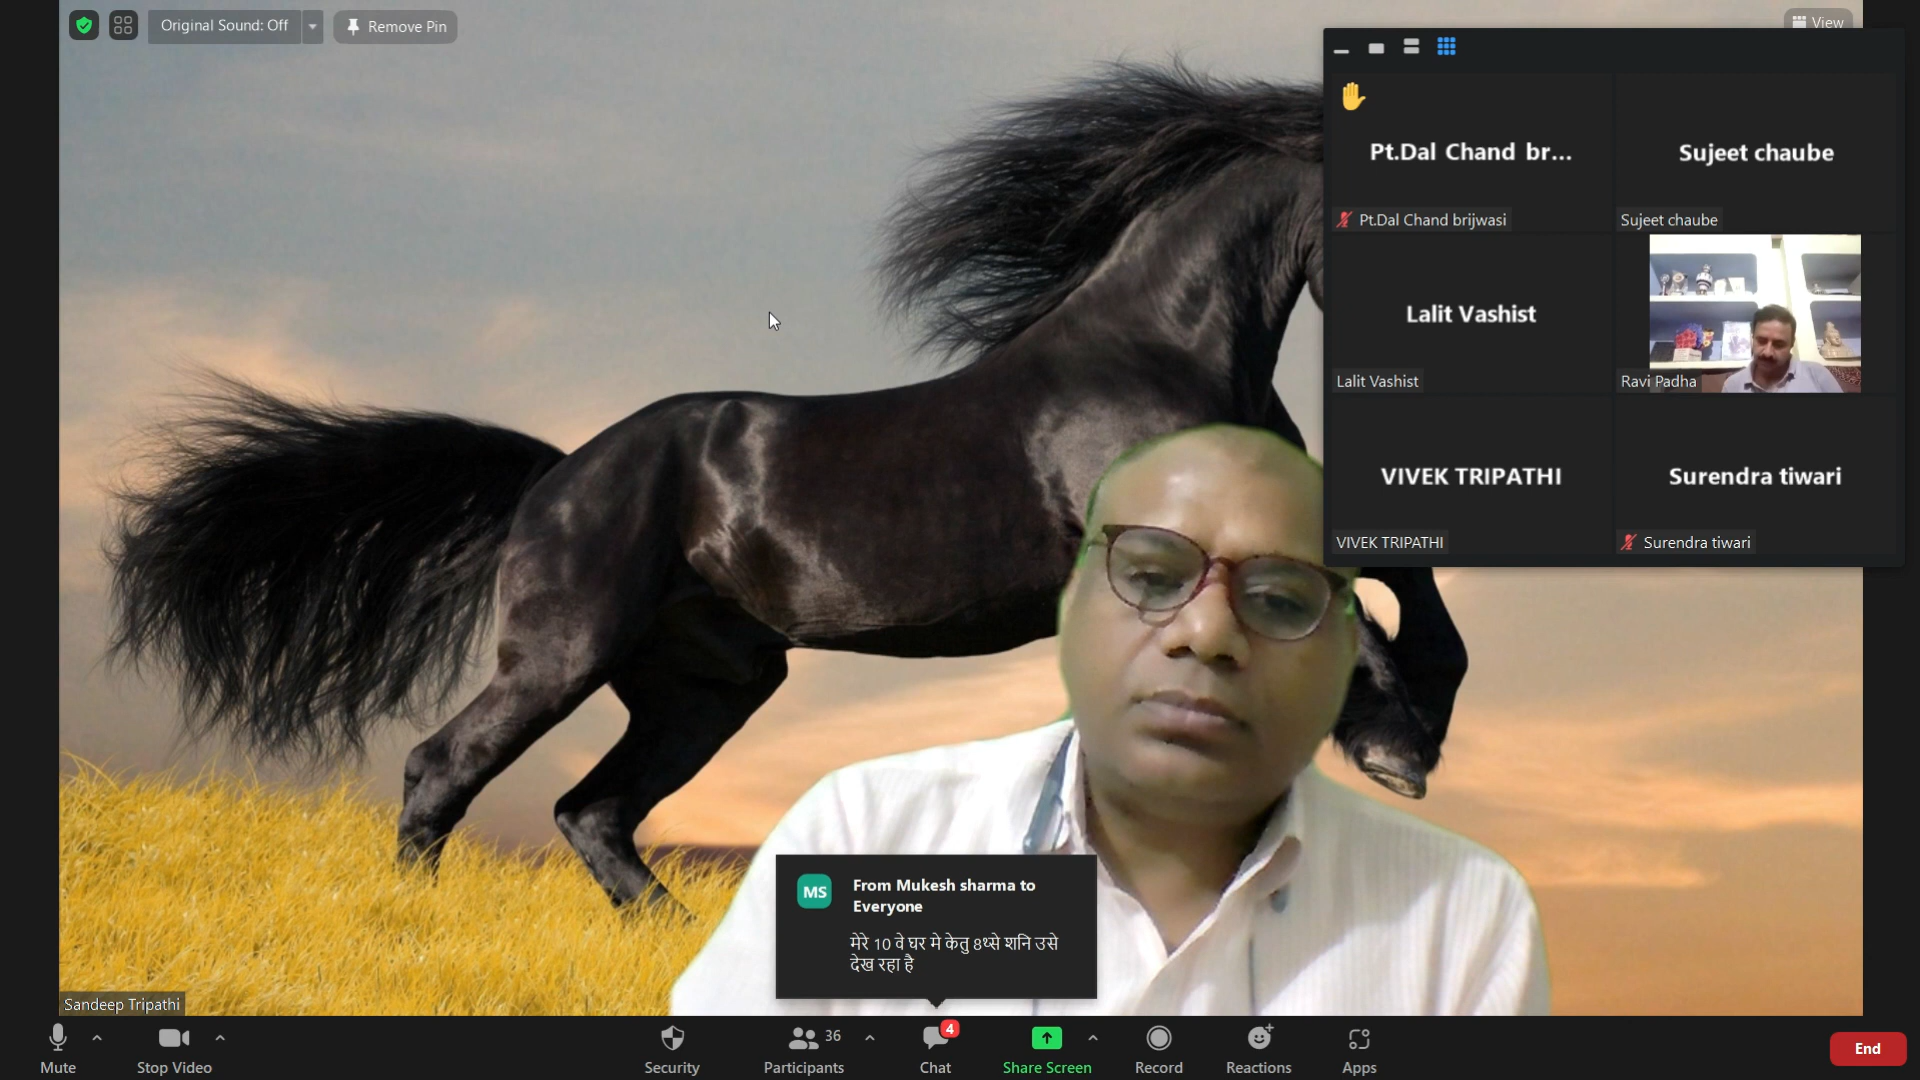 Original Sound: Off
Remove Pin
View
Pt.Dal Chand br...
Pt.Dal Chand brijwasi
Sujeet chaube
Sujeet chaube
Lalit Vashist
Lalit Vashist
Ravi Padha
VIVEK TRIPATHI
VIVEK TRIPATHI
Surendra tiwari
Surendra tiwari
MS
From Mukesh sharma to
Everyone
मेरे 10 वे घर मे केतु 8थ्से शनि उसे
देख रहा है
Sandeep Tripathi
Mute
Stop Video
Security
36
Participants
4
Chat
Share Screen
Record
Reactions
Apps
End